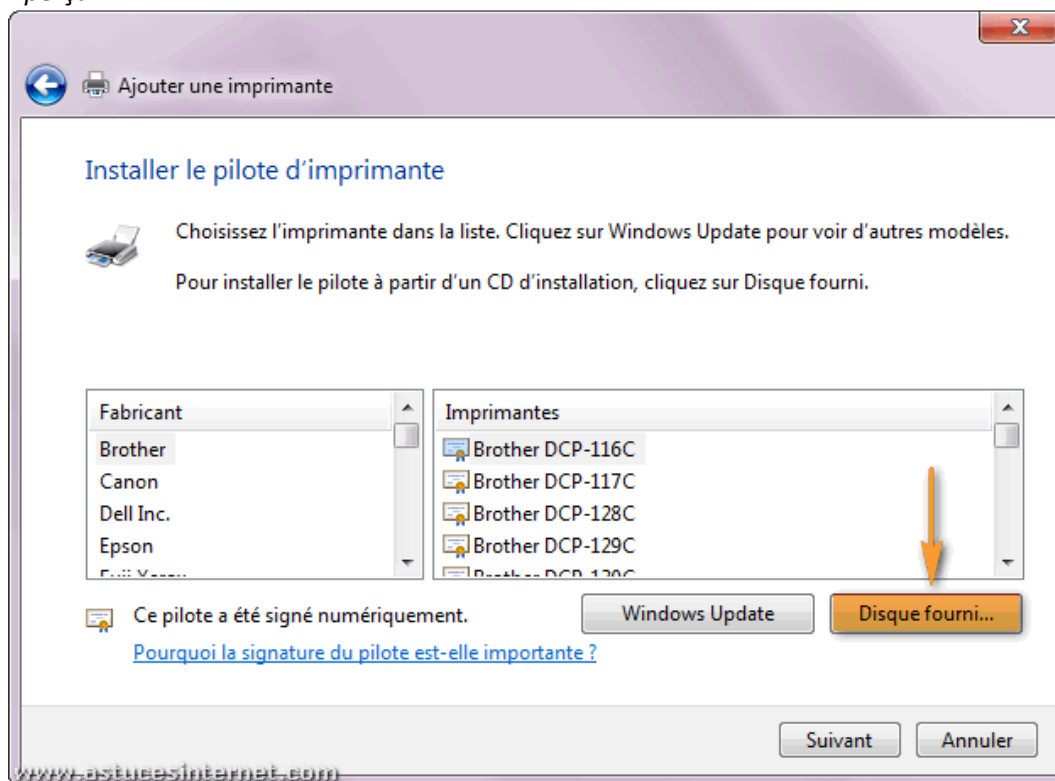 Ajouter une imprimante
Installer le pilote d'imprimante
Choisissez l'imprimante dans la liste. Cliquez sur Windows Update pour voir d'autres modèles.
Pour installer le pilote à partir d'un CD d'installation, cliquez sur Disque fourni.
Fabricant
Brother
Canon
Dell Inc.
Epson
Imprimantes
Brother DCP-116C
Brother DCP-117C
Brother DCP-128C
Brother DCP-129C
Ce pilote a été signé numériquement.
Windows Update
Disque fourni...
Pourquoi la signature du pilote est-elle importante ?
Suivant
Annuler
www.astucesinternet.com